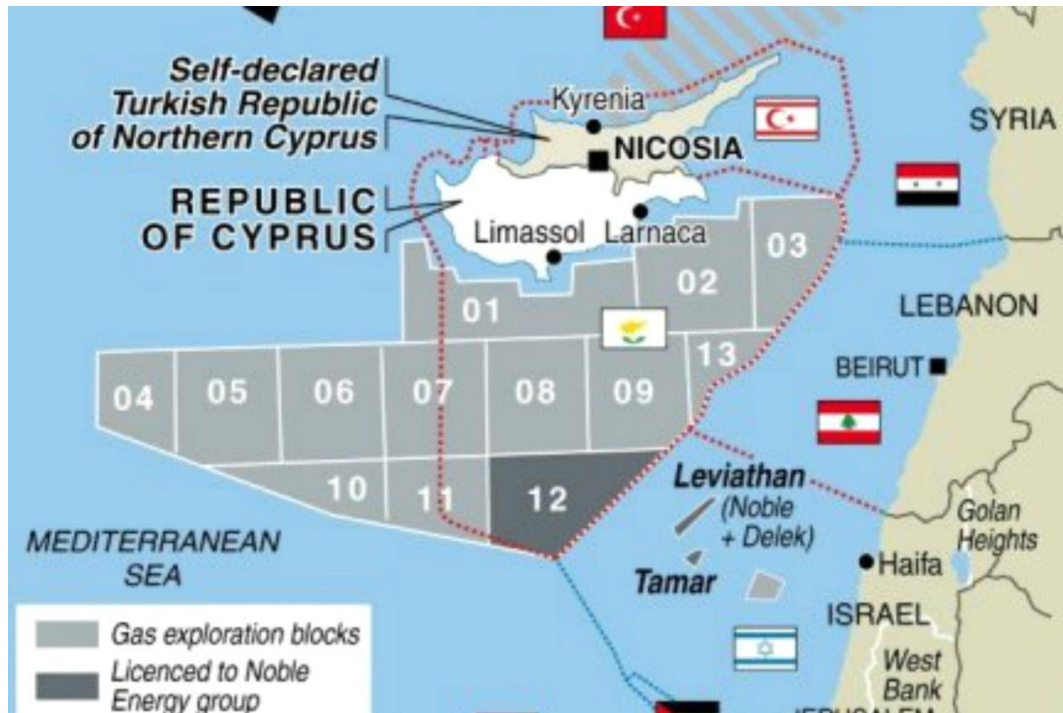 Self-declared
Turkish Republic
of Northern Cyprus
Kyrenia
NICOSIA
SYRIA
REPUBLIC
OF CYPRUS
Limassol
Larnaca
03
02
01
LEBANON
13
BEIRUT
04
05
06
07
08
09
10
11
12
Leviathan
(Noble
+ Delek)
Golan
Heights
MEDITERRANEAN
SEA
Tamar
Haifa
ISRAEL
Gas exploration blocks
Licenced to Noble
Energy group
West
Bank
JERUSALEM